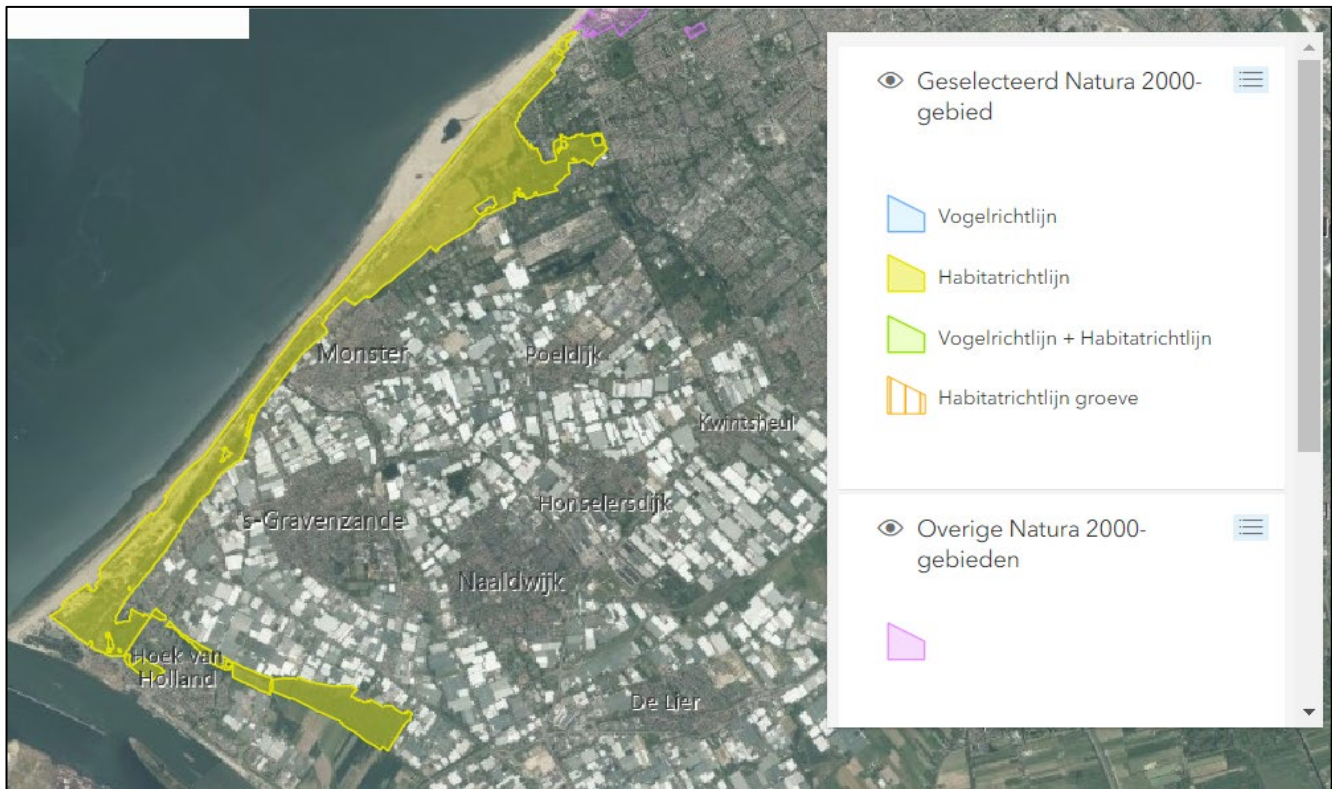 Geselecteerd Natura 2000-
gebied
Vogelrichtlijn
Habitatrichtlijn
Vogelrichtlijn + Habitatrichtlijn
Habitatrichtlijn groeve
Overige Natura 2000-
gebieden
Monster
Poeldijk
Kwintsheul
Honselersdijk
's-Gravenzande
Naaldwijk
Hoek van
Holland
De Lier